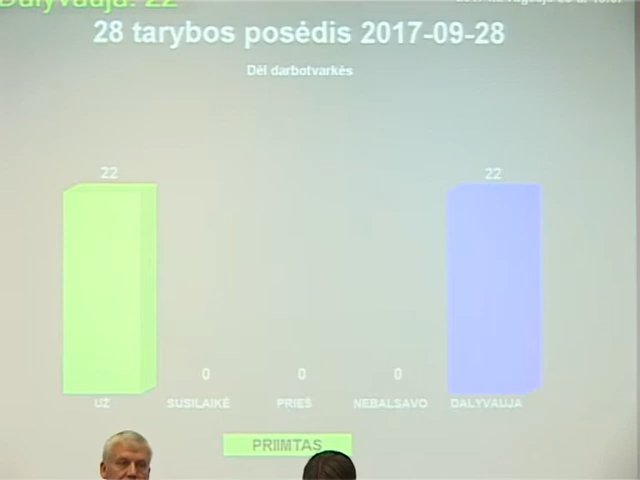 Dalyvauja: 22
28 tarybos posėdis 2017-09-28
Dėl darbotvarkės
22 22
0 0 0
UŽ SUSILAIKĖ PRIEŠ NEBALSAVO DALYVAUJA
PRIIMTAS